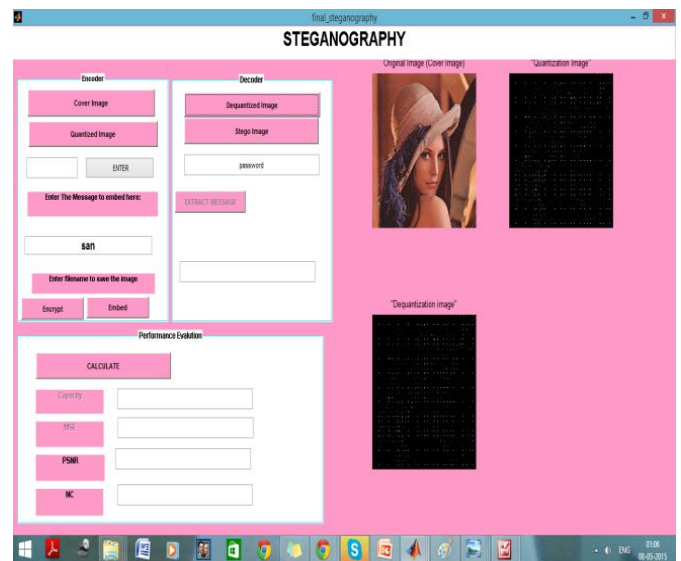 final_steganography
STEGANOGRAPHY
Encoder
Cover Image
Quantized Image
ENTER
Enter The Message to embed here:
san
Enter filename to save the image
Encrypt
Embed
Decoder
Dequantized Image
Stego Image
password
EXTRACT MESSAGE
Original Image (Cover Image)
"Quantization Image"
"Dequantization image"
Performance Evalution
CALCULATE
Capacity
MSE
PSNR
NC
ENG
01:06
08-05-2015